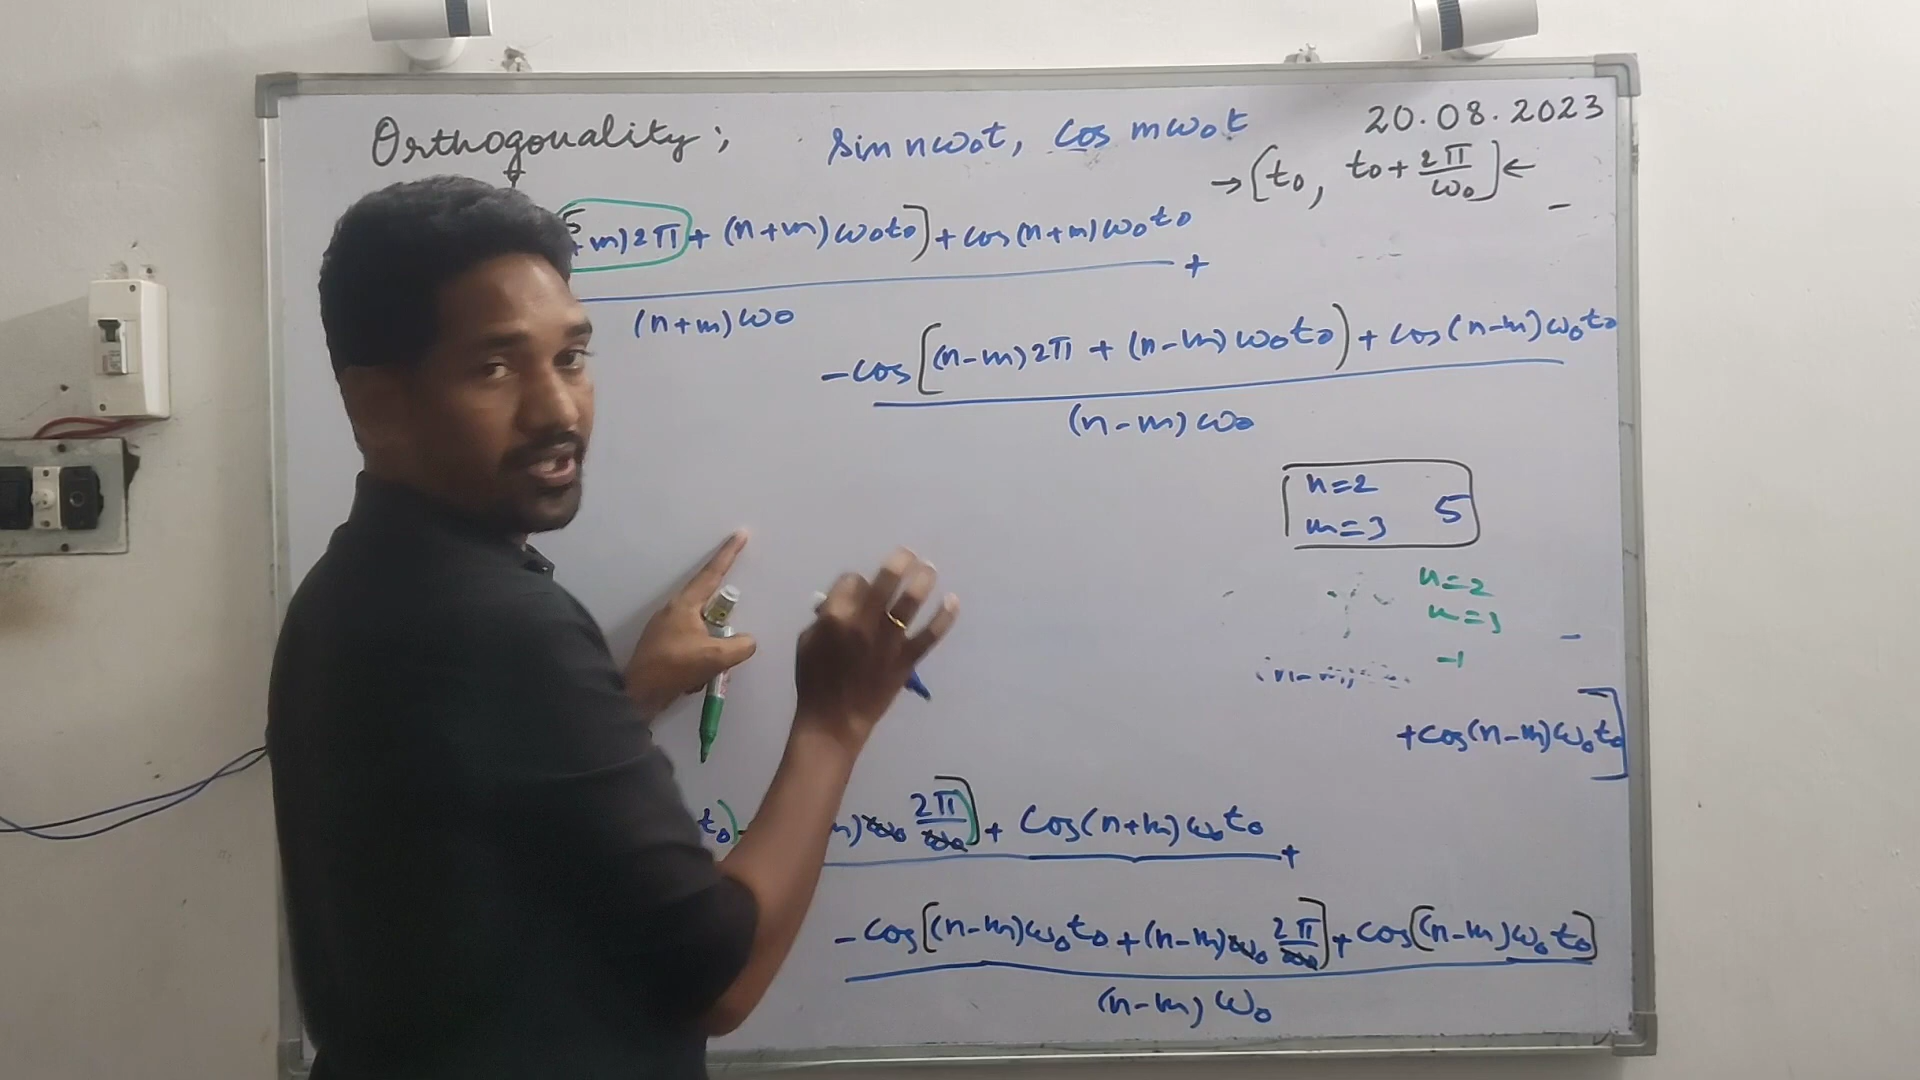 Orthogonality; sin nω₀t, cos mω₀t
20.08.2023
→ [t₀, t₀ + 2π/ω₀] ←
5
+m)2π + (n+m)ω₀t₀] + cos(n+m)ω₀t₀
+
(n+m)ω₀
-cos[(n-m)2π + (n-m)ω₀t₀] + cos(n-m)ω₀t₀
(n-m)ω₀
n=2
m=3 5
n=2
-1
+cos(n-m)ω₀t₀]
t₀) 2π/ω₀] + cos(n+m)ω₀t₀
+
-cos[(n-m)ω₀t₀ + (n-m)ω₀ 2π/ω₀] + cos[(n-m)ω₀t₀]
(n-m)ω₀